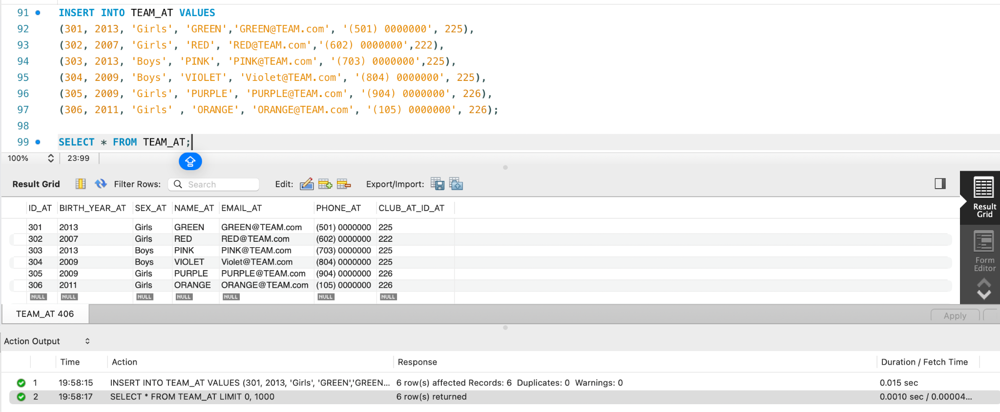 91 INSERT INTO TEAM_AT VALUES
92 (301, 2013, 'Girls', 'GREEN','GREEN@TEAM.com', '(501) 0000000', 225),
93 (302, 2007, 'Girls', 'RED', 'RED@TEAM.com','(602) 0000000',222),
94 (303, 2013, 'Boys', 'PINK', 'PINK@TEAM.com', '(703) 0000000',225),
95 (304, 2009, 'Boys', 'VIOLET', 'Violet@TEAM.com', '(804) 0000000', 225),
96 (305, 2009, 'Girls', 'PURPLE', 'PURPLE@TEAM.com', '(904) 0000000', 226),
97 (306, 2011, 'Girls' , 'ORANGE', 'ORANGE@TEAM.com', '(105) 0000000', 226);
98
99 SELECT * FROM TEAM_AT;
100% 23:99
Result Grid Filter Rows: Search Edit: Export/Import:
ID_AT BIRTH_YEAR_AT SEX_AT NAME_AT EMAIL_AT PHONE_AT CLUB_AT_ID_AT
301 2013 Girls GREEN GREEN@TEAM.com (501) 0000000 225
302 2007 Girls RED RED@TEAM.com (602) 0000000 222
303 2013 Boys PINK PINK@TEAM.com (703) 0000000 225
304 2009 Boys VIOLET Violet@TEAM.com (804) 0000000 225
305 2009 Girls PURPLE PURPLE@TEAM.com (904) 0000000 226
306 2011 Girls ORANGE ORANGE@TEAM.com (105) 0000000 226
NULL NULL NULL NULL NULL NULL NULL
Result
Grid
Form
Editor
TEAM_AT 406 Apply
Action Output
Time Action Response Duration / Fetch Time
1 19:58:15 INSERT INTO TEAM_AT VALUES (301, 2013, 'Girls', 'GREEN','GREEN... 6 row(s) affected Records: 6 Duplicates: 0 Warnings: 0 0.015 sec
2 19:58:17 SELECT * FROM TEAM_AT LIMIT 0, 1000 6 row(s) returned 0.0010 sec / 0.00004...